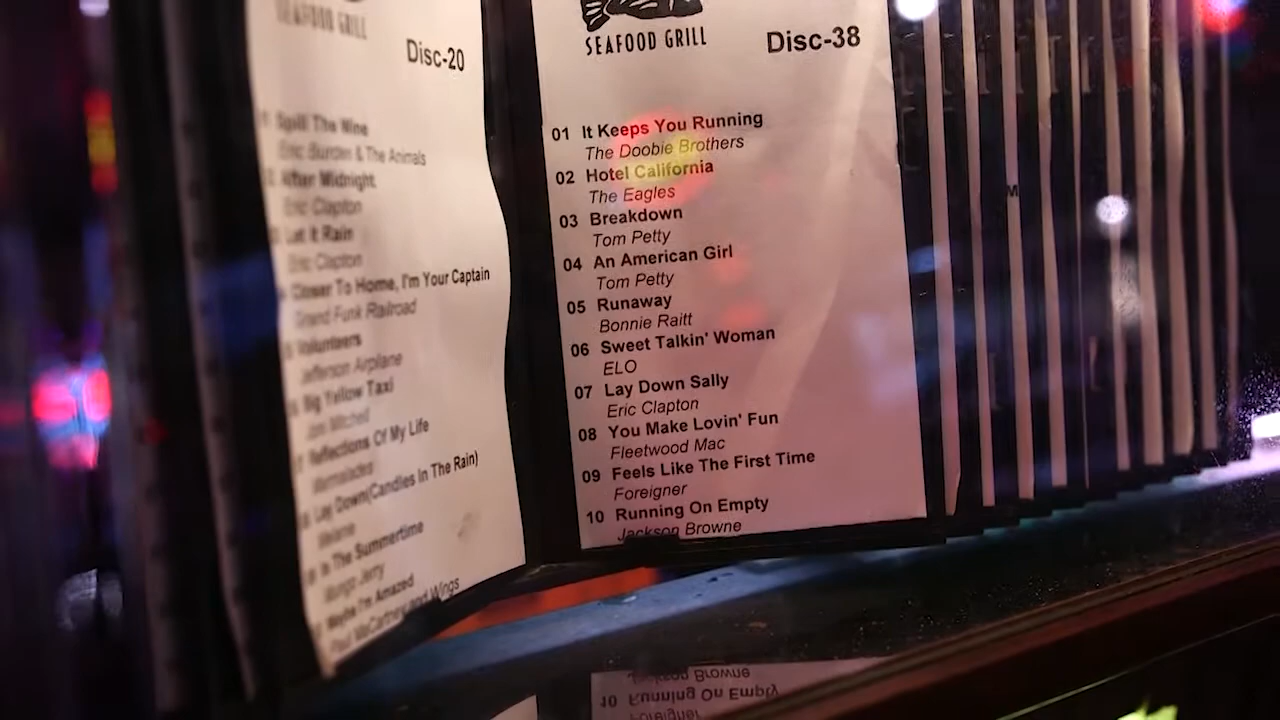 SEAFOOD GRILL
Disc-20
Spill The Wine
Eric Burden & The Animals
After Midnight
Eric Clapton
Let It Rain
Eric Clapton
Closer To Home, I'm Your Captain
Grand Funk Railroad
Volunteers
Jefferson Airplane
Big Yellow Taxi
Joni Mitchell
Reflections Of My Life
Marmalades
Lay Down(Candles In The Rain)
Melanie
In The Summertime
Mungo Jerry
Maybe I'm Amazed
Paul MacCartney and Wings
SEAFOOD GRILL
Disc-38
01 It Keeps You Running
The Doobie Brothers
02 Hotel California
The Eagles
03 Breakdown
Tom Petty
04 An American Girl
Tom Petty
05 Runaway
Bonnie Raitt
06 Sweet Talkin' Woman
ELO
07 Lay Down Sally
Eric Clapton
08 You Make Lovin' Fun
Fleetwood Mac
09 Feels Like The First Time
Foreigner
10 Running On Empty
Jackson Browne
M
Jackson Browne
10 Running On Empty
Foreigner